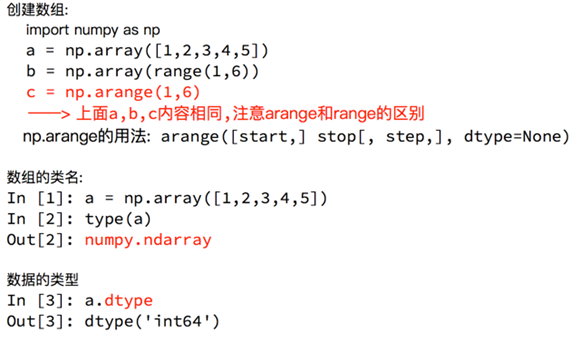 创建数组:
import numpy as np
a = np.array([1,2,3,4,5])
b = np.array(range(1,6))
c = np.arange(1,6)
———> 上面a,b,c内容相同,注意arange和range的区别
np.arange的用法: arange([start,] stop[, step,], dtype=None)
数组的类名:
In [1]: a = np.array([1,2,3,4,5])
In [2]: type(a)
Out[2]: numpy.ndarray
数据的类型
In [3]: a.dtype
Out[3]: dtype('int64')